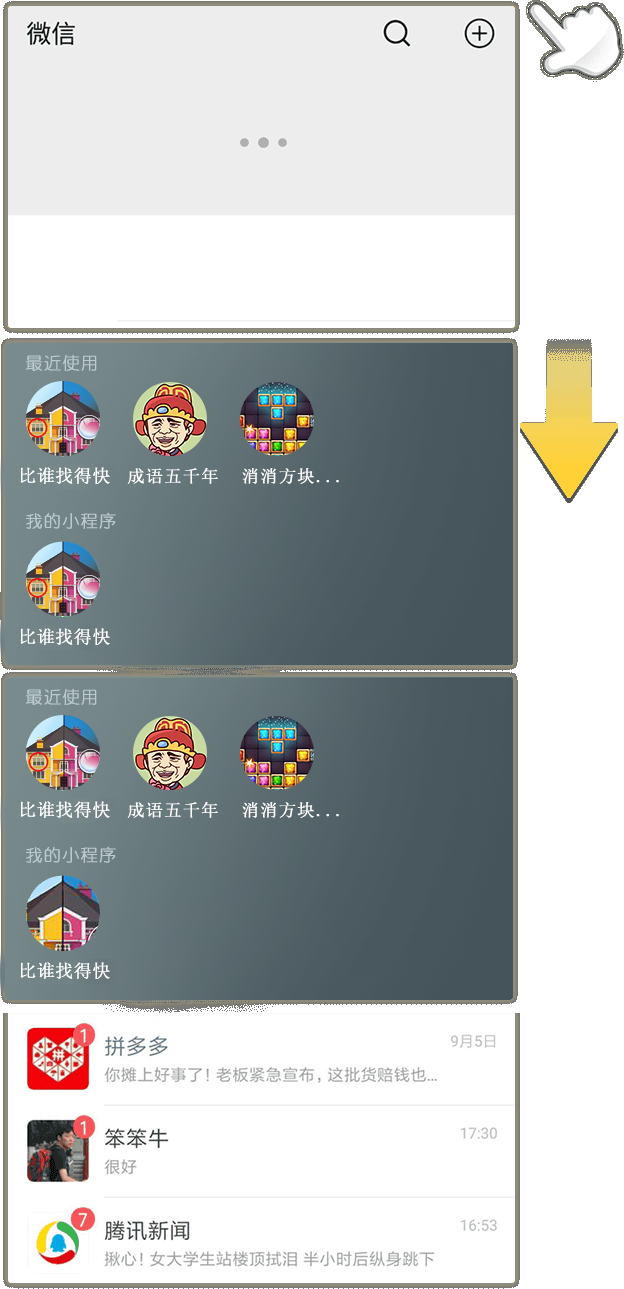 微信
最近使用
比谁找得快 成语五千年 消消方块...
我的小程序
比谁找得快
最近使用
比谁找得快 成语五千年 消消方块...
我的小程序
比谁找得快
1
拼
拼多多 9月5日
你摊上好事了！老板紧急宣布，这批货赔钱也...
1
笨笨牛 17:30
很好
7
腾讯新闻 16:53
揪心！女大学生站楼顶拭泪 半小时后纵身跳下